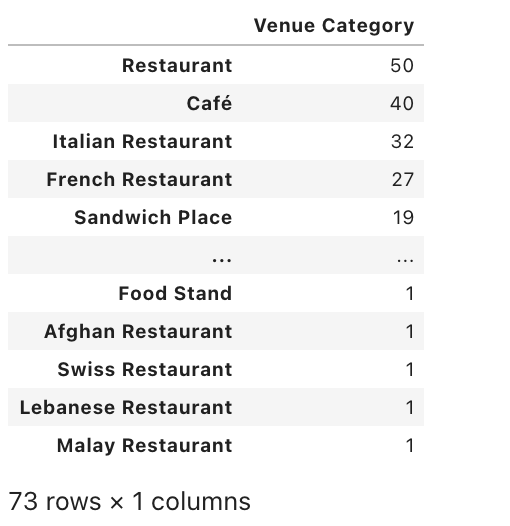 Venue Category
Restaurant 50
Café 40
Italian Restaurant 32
French Restaurant 27
Sandwich Place 19
... ...
Food Stand 1
Afghan Restaurant 1
Swiss Restaurant 1
Lebanese Restaurant 1
Malay Restaurant 1
73 rows × 1 columns